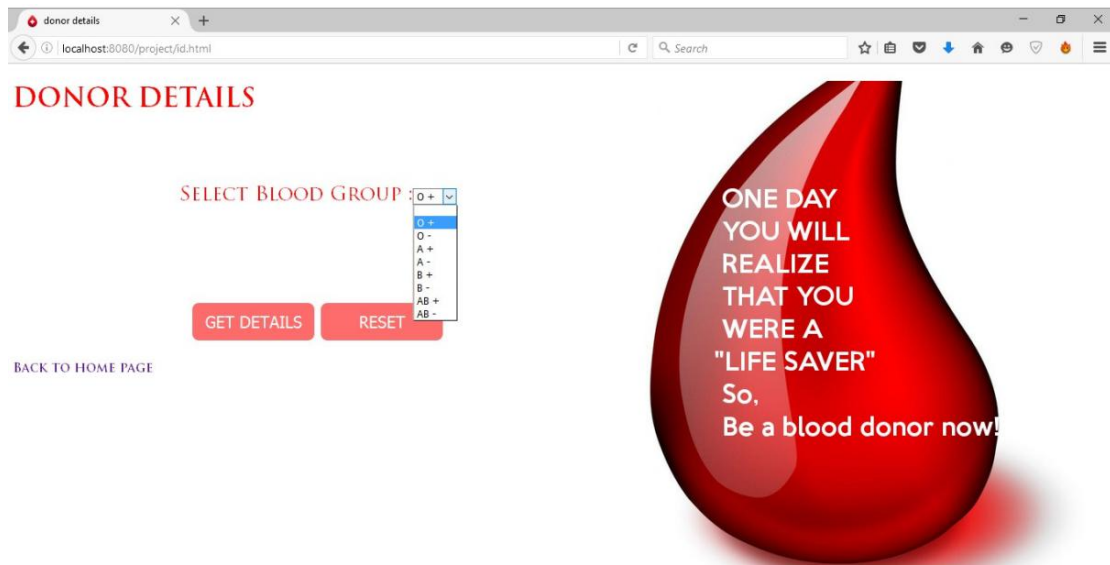 donor details
localhost:8080/project/id.html
Search
DONOR DETAILS
SELECT BLOOD GROUP : O +
O +
O -
A +
A -
B +
B -
AB +
AB -
GET DETAILS RESET
BACK TO HOME PAGE
ONE DAY
YOU WILL
REALIZE
THAT YOU
WERE A
"LIFE SAVER"
So,
Be a blood donor now!